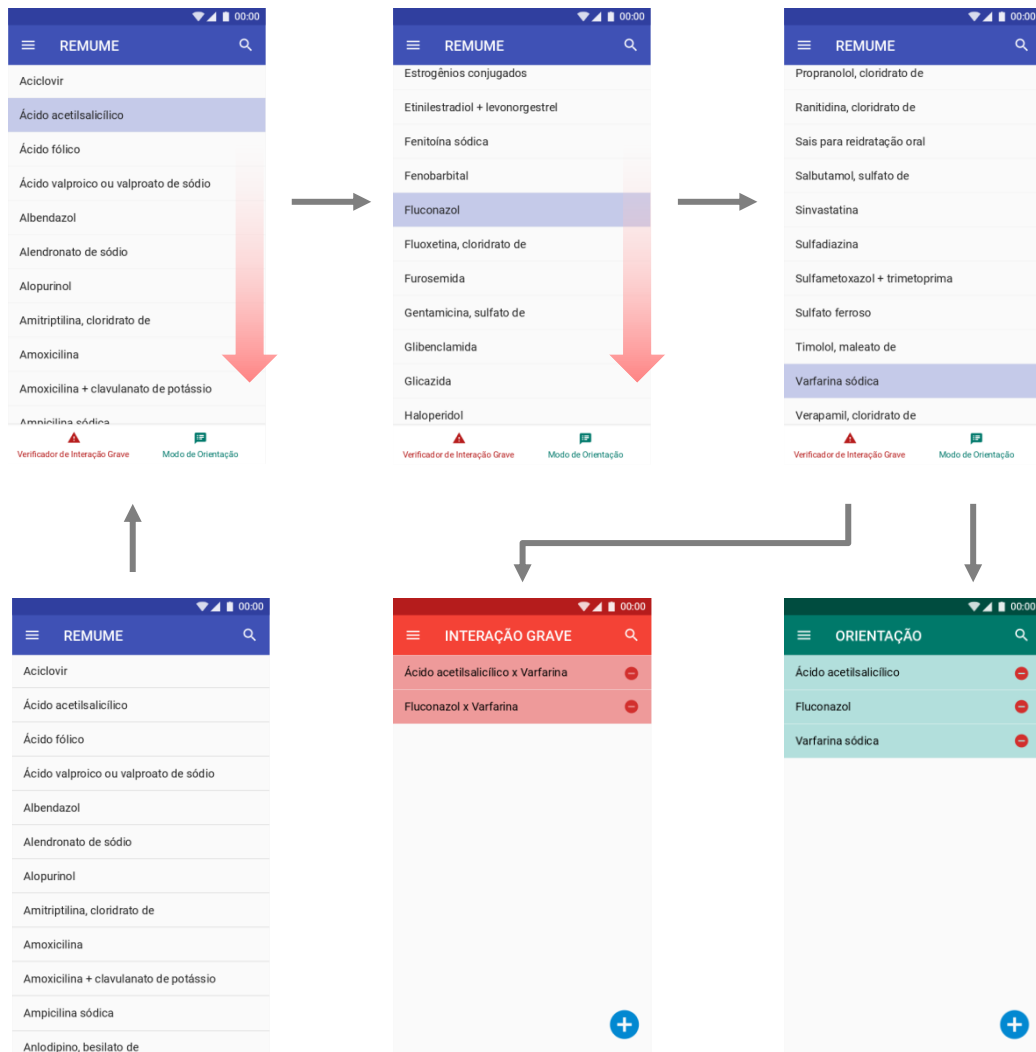 00:00
REMUME
Aciclovir
Ácido acetilsalicílico
Ácido fólico
Ácido valproico ou valproato de sódio
Albendazol
Alendronato de sódio
Alopurinol
Amitriptilina, cloridrato de
Amoxicilina
Amoxicilina + clavulanato de potássio
Ampicilina sódica
Verificador de Interação Grave
Modo de Orientação
00:00
REMUME
Estrogênios conjugados
Etinilestradiol + levonorgestrel
Fenitoína sódica
Fenobarbital
Fluconazol
Fluoxetina, cloridrato de
Furosemida
Gentamicina, sulfato de
Glibenclamida
Glicazida
Haloperidol
Verificador de Interação Grave
Modo de Orientação
00:00
REMUME
Propranolol, cloridrato de
Ranitidina, cloridrato de
Sais para reidratação oral
Salbutamol, sulfato de
Sinvastatina
Sulfadiazina
Sulfametoxazol + trimetoprima
Sulfato ferroso
Timolol, maleato de
Varfarina sódica
Verapamil, cloridrato de
Verificador de Interação Grave
Modo de Orientação
00:00
REMUME
Aciclovir
Ácido acetilsalicílico
Ácido fólico
Ácido valproico ou valproato de sódio
Albendazol
Alendronato de sódio
Alopurinol
Amitriptilina, cloridrato de
Amoxicilina
Amoxicilina + clavulanato de potássio
Ampicilina sódica
Anlodipino, besilato de
00:00
INTERAÇÃO GRAVE
Ácido acetilsalicílico x Varfarina
Fluconazol x Varfarina
00:00
ORIENTAÇÃO
Ácido acetilsalicílico
Fluconazol
Varfarina sódica